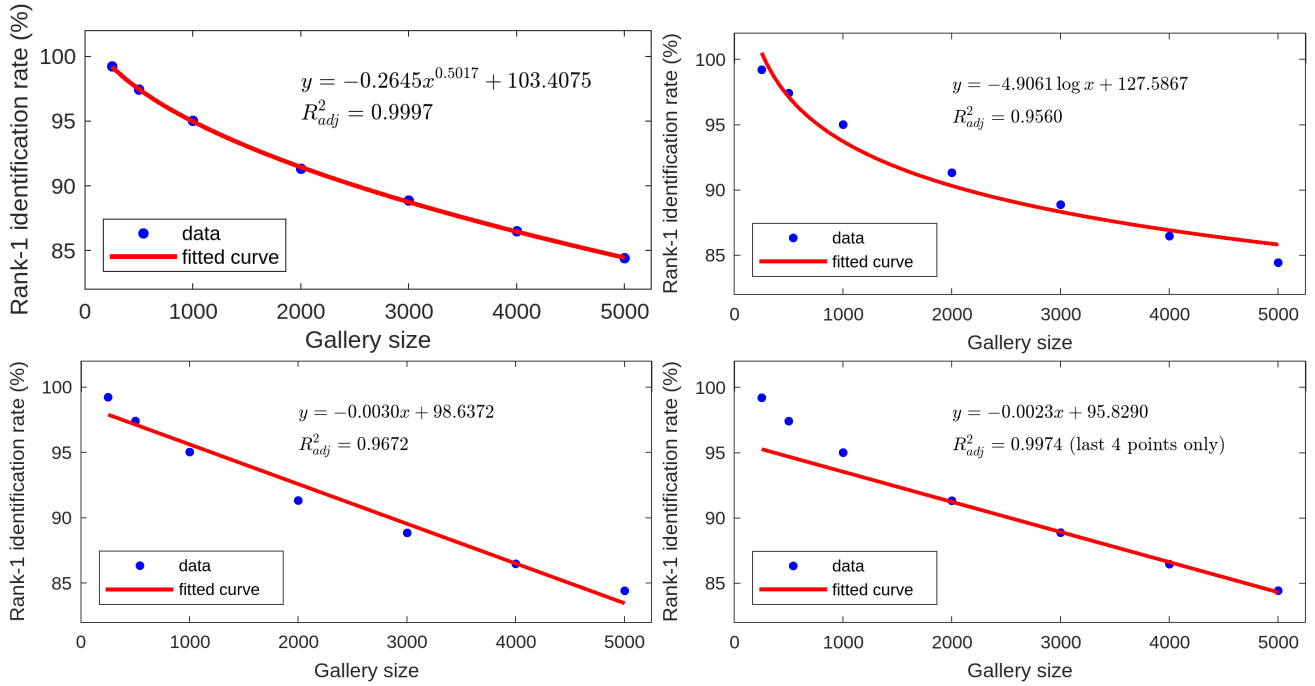 Rank-1 identification rate (%)
100
95
90
85
y = −0.2645x^0.5017 + 103.4075
R²adj = 0.9997
data
fitted curve
0 1000 2000 3000 4000 5000
Gallery size
Rank-1 identification rate (%)
100
95
90
85
y = −4.9061 log x + 127.5867
R²adj = 0.9560
data
fitted curve
0 1000 2000 3000 4000 5000
Gallery size
Rank-1 identification rate (%)
100
95
90
85
y = −0.0030x + 98.6372
R²adj = 0.9672
data
fitted curve
0 1000 2000 3000 4000 5000
Gallery size
Rank-1 identification rate (%)
100
95
90
85
y = −0.0023x + 95.8290
R²adj = 0.9974 (last 4 points only)
data
fitted curve
0 1000 2000 3000 4000 5000
Gallery size